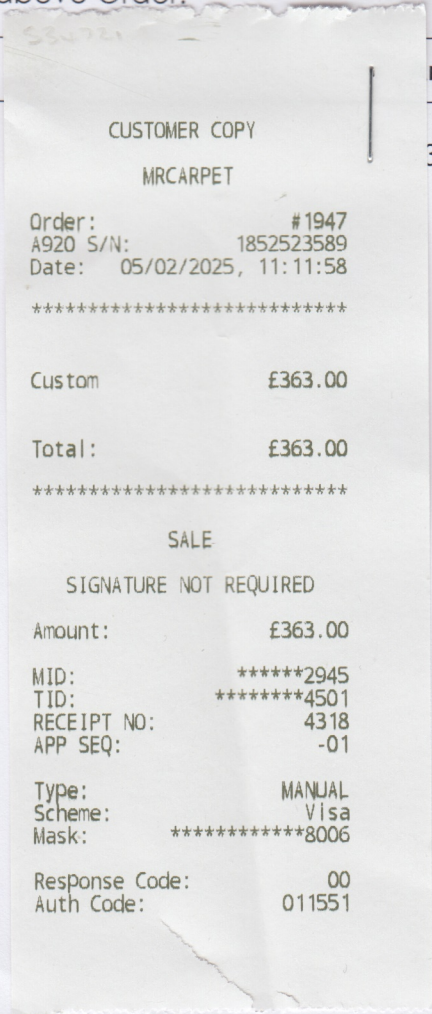 above Order.
CUSTOMER COPY
MRCARPET
Order: #1947
A920 S/N: 1852523589
Date: 05/02/2025, 11:11:58
****************************
Custom £363.00
Total: £363.00
****************************
SALE
SIGNATURE NOT REQUIRED
Amount: £363.00
MID: ******2945
TID: ********4501
RECEIPT NO: 4318
APP SEQ: -01
Type: MANUAL
Scheme: Visa
Mask: ************8006
Response Code: 00
Auth Code: 011551